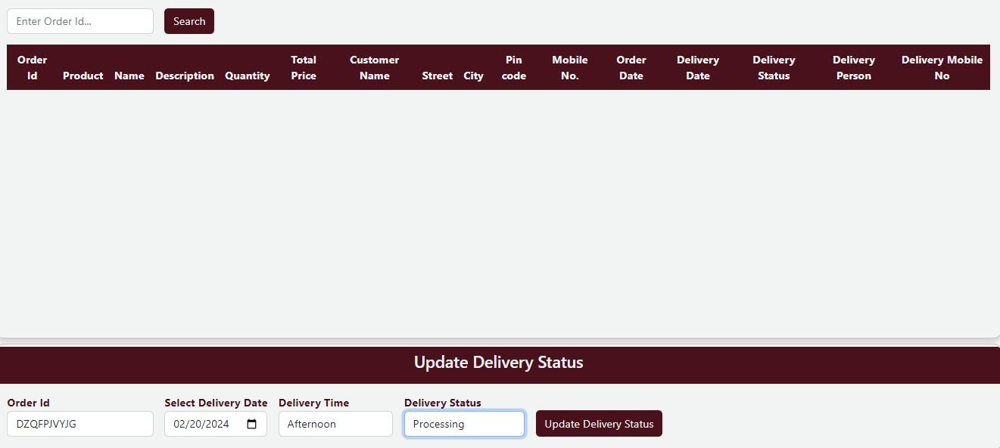 Enter Order Id...
Search
Order Id
Product
Name
Description
Quantity
Total Price
Customer Name
Street
City
Pin code
Mobile No.
Order Date
Delivery Date
Delivery Status
Delivery Person
Delivery Mobile No
Update Delivery Status
Order Id
Select Delivery Date
Delivery Time
Delivery Status
DZQFPJVYJG
02/20/2024
Afternoon
Processing
Update Delivery Status